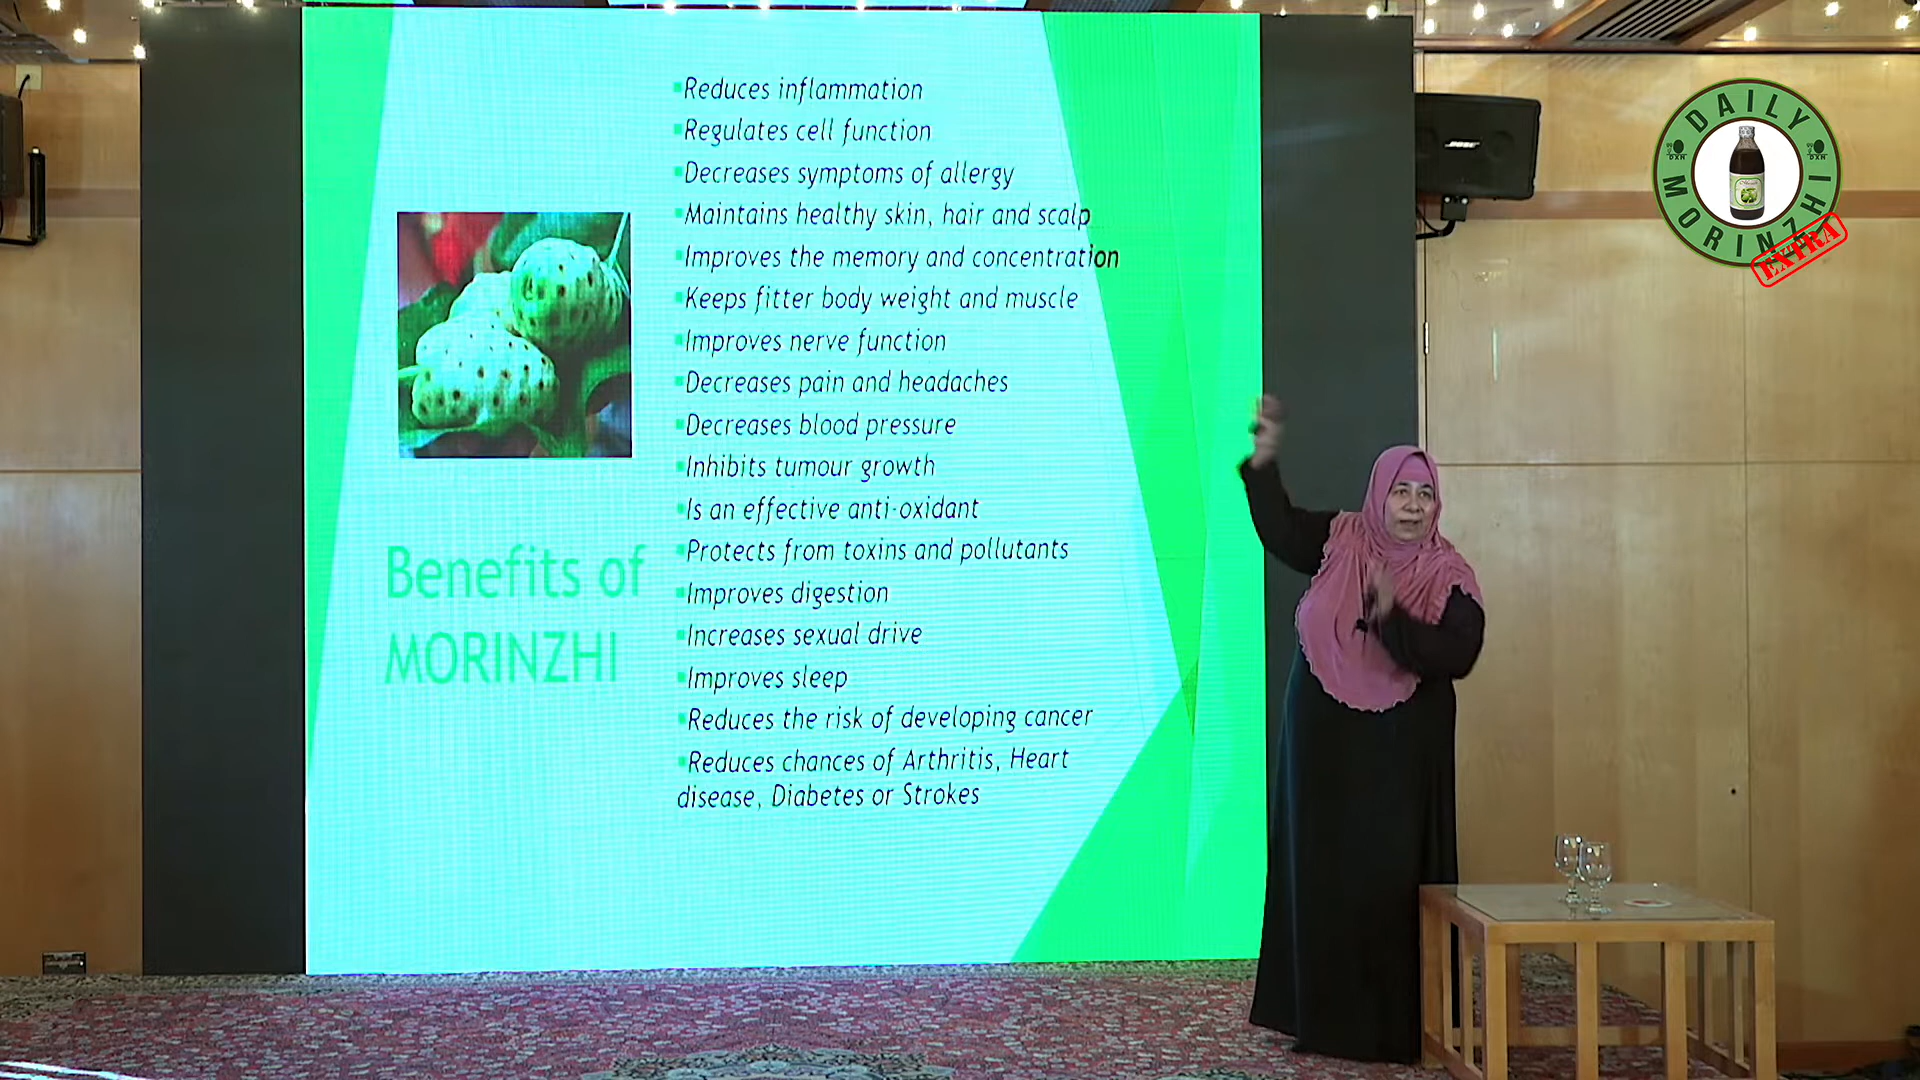 ▪Reduces inflammation
▪Regulates cell function
▪Decreases symptoms of allergy
▪Maintains healthy skin, hair and scalp
▪Improves the memory and concentration
▪Keeps fitter body weight and muscle
▪Improves nerve function
▪Decreases pain and headaches
▪Decreases blood pressure
▪Inhibits tumour growth
▪Is an effective anti-oxidant
▪Protects from toxins and pollutants
▪Improves digestion
▪Increases sexual drive
▪Improves sleep
▪Reduces the risk of developing cancer
▪Reduces chances of Arthritis, Heart
disease, Diabetes or Strokes
Benefits of
MORINZHI
BOSE
DAILY
DXN
DXN
MORINZHI
EXTRA